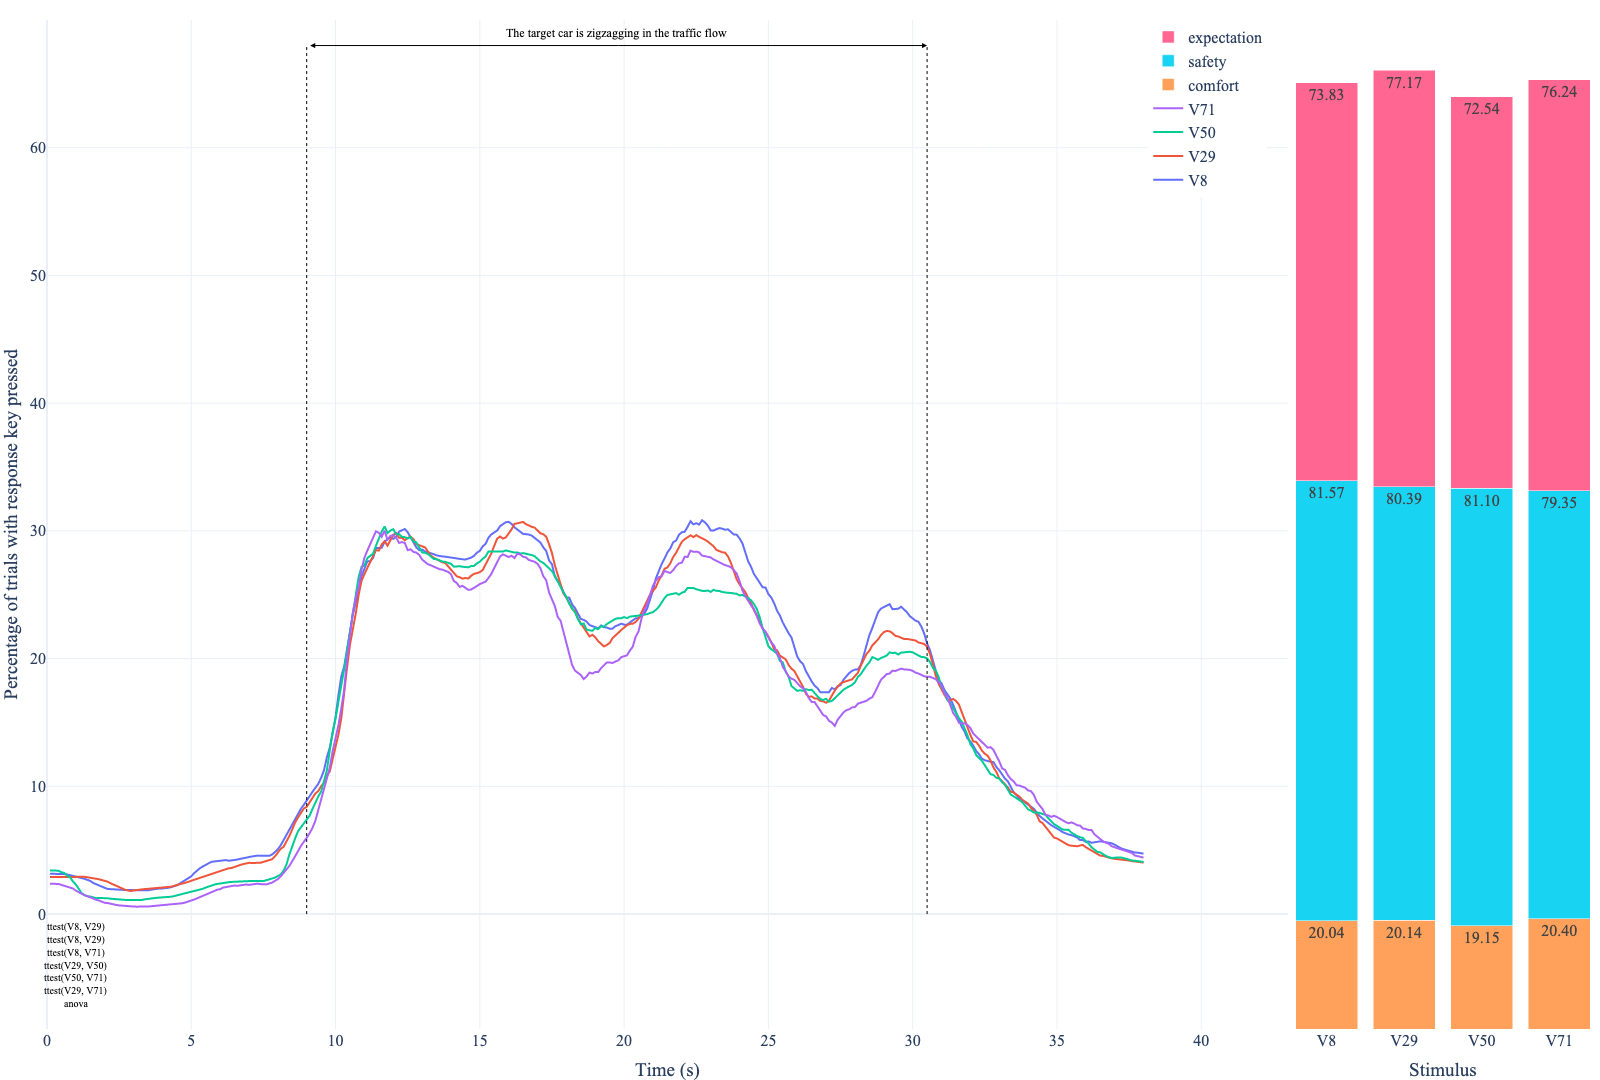 The target car is zigzagging in the traffic flow
expectation
safety
comfort
V71
V50
V29
V8
Percentage of trials with response key pressed
60
50
40
30
20
10
0
ttest(V8, V29)
ttest(V8, V29)
ttest(V8, V71)
ttest(V29, V50)
ttest(V50, V71)
ttest(V29, V71)
anova
0 5 10 15 20 25 30 35 40
Time (s)
73.83 77.17 72.54 76.24
81.57 80.39 81.10 79.35
20.04 20.14 19.15 20.40
V8 V29 V50 V71
Stimulus